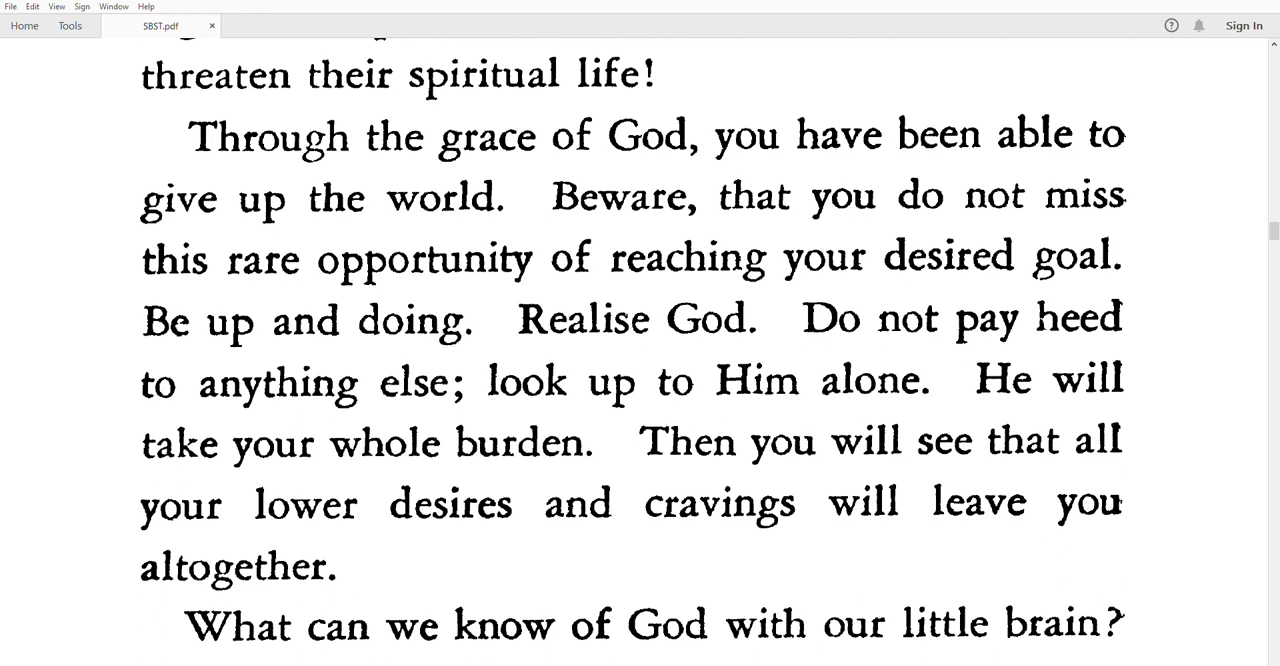 File Edit View Sign Window Help
Home Tools SBST.pdf × ? Sign In
threaten their spiritual life!
Through the grace of God, you have been able to
give up the world. Beware, that you do not miss
this rare opportunity of reaching your desired goal.
Be up and doing. Realise God. Do not pay heed
to anything else; look up to Him alone. He will
take your whole burden. Then you will see that all
your lower desires and cravings will leave you
altogether.
What can we know of God with our little brain?